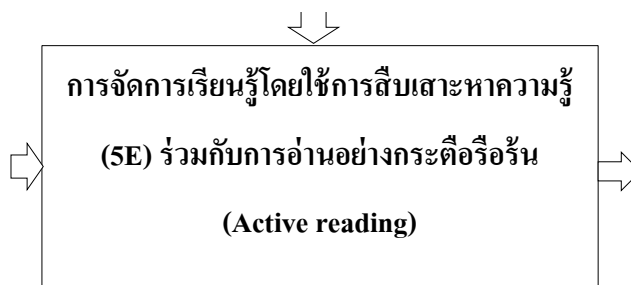 การจัดการเรียนรู้โดยใช้การสืบเสาะหาความรู้
(5E) ร่วมกับการอ่านอย่างกระตือรือร้น
(Active reading)